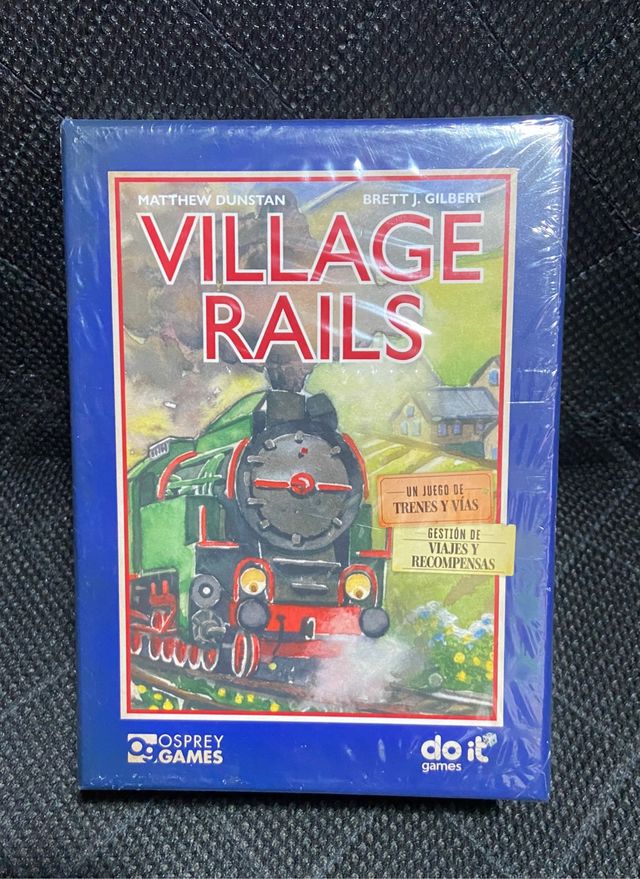 MATTHEW DUNSTAN
BRETT J. GILBERT
VILLAGE
RAILS
UN JUEGO DE
TRENES Y VÍAS
GESTIÓN DE
VIAJES Y
RECOMPENSAS
OSPREY
GAMES
do it
games